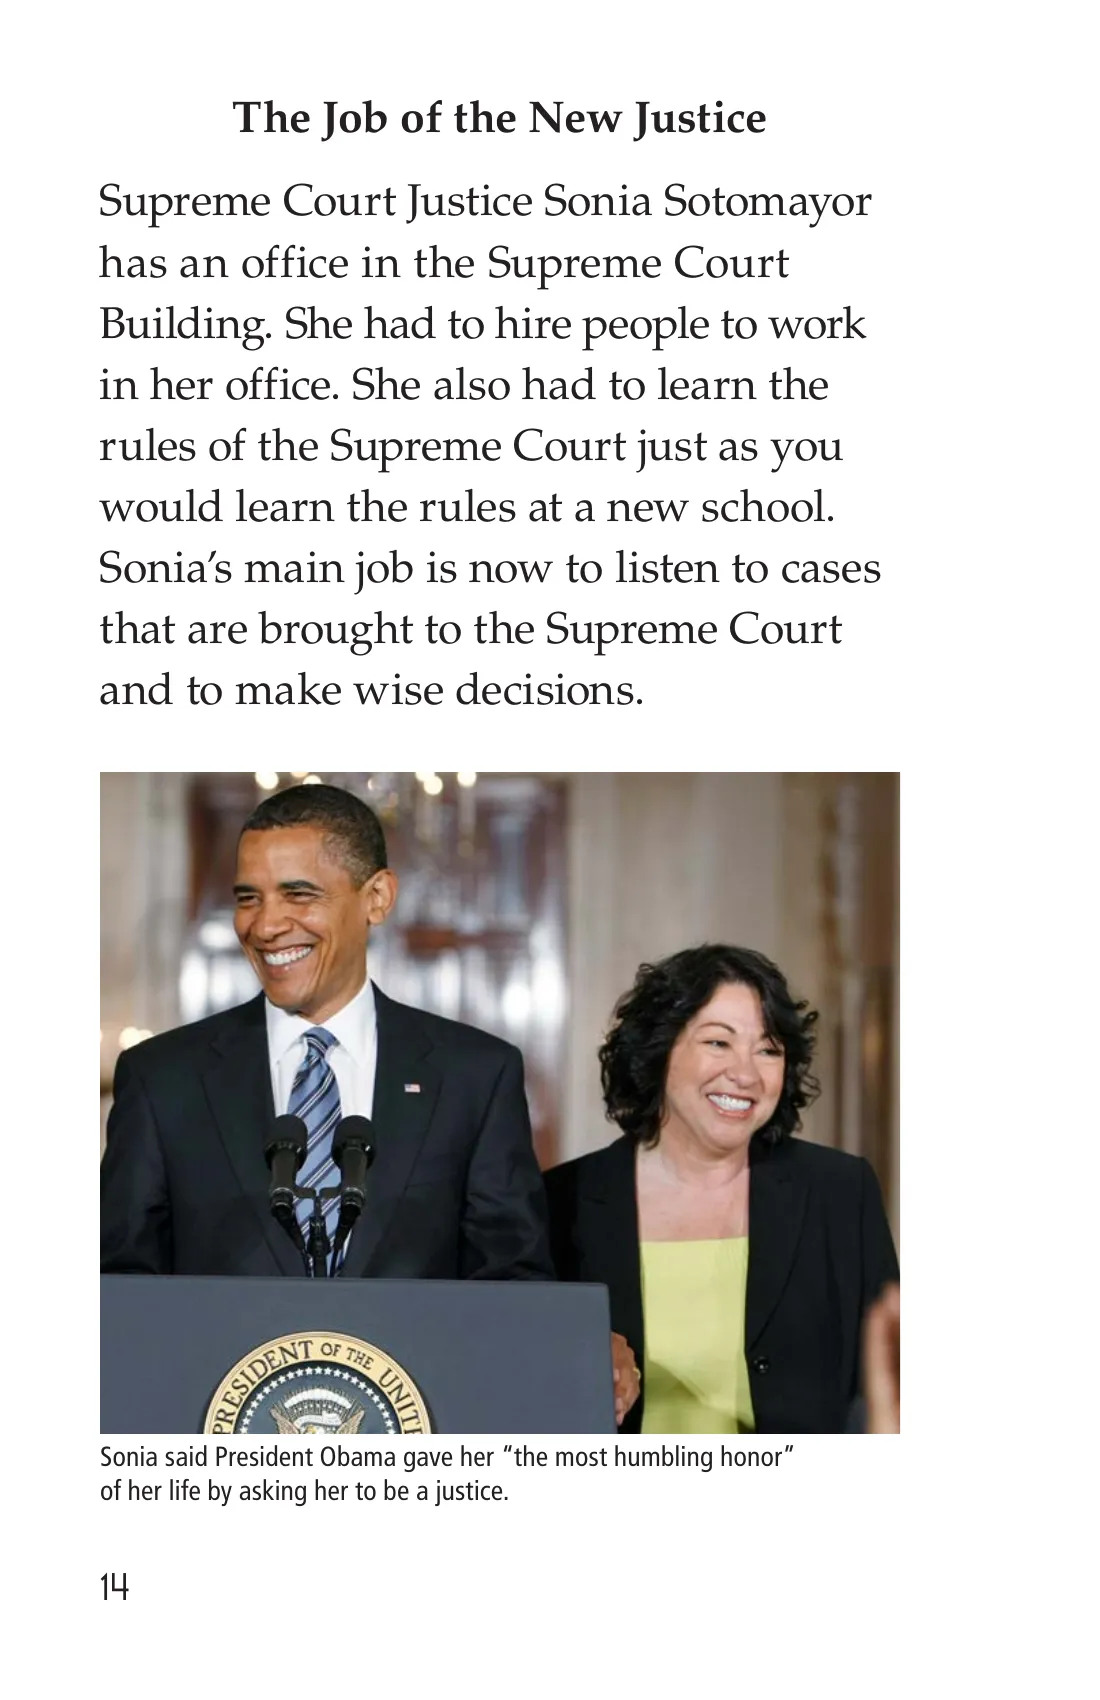 The Job of the New Justice
Supreme Court Justice Sonia Sotomayor
has an office in the Supreme Court
Building. She had to hire people to work
in her office. She also had to learn the
rules of the Supreme Court just as you
would learn the rules at a new school.
Sonia’s main job is now to listen to cases
that are brought to the Supreme Court
and to make wise decisions.
PRESIDENT OF THE UNITE
Sonia said President Obama gave her “the most humbling honor”
of her life by asking her to be a justice.
14